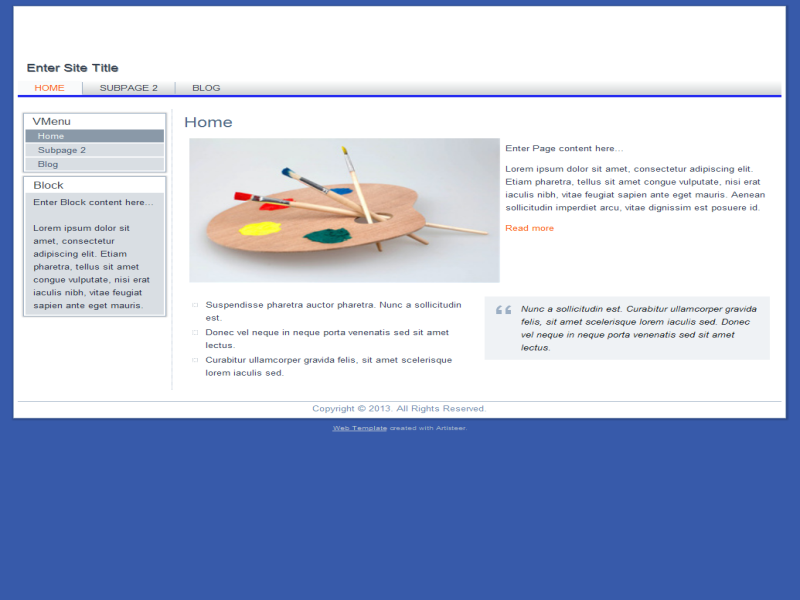 Enter Site Title
HOME
SUBPAGE 2
BLOG
VMenu
Home
Subpage 2
Blog
Block
Enter Block content here...
Lorem ipsum dolor sit
amet, consectetur
adipiscing elit. Etiam
pharetra, tellus sit amet
congue vulputate, nisi erat
iaculis nibh, vitae feugiat
sapien ante eget mauris.
Home
Enter Page content here...
Lorem ipsum dolor sit amet, consectetur adipiscing elit.
Etiam pharetra, tellus sit amet congue vulputate, nisi erat
iaculis nibh, vitae feugiat sapien ante eget mauris. Aenean
sollicitudin imperdiet arcu, vitae dignissim est posuere id.
Read more
Suspendisse pharetra auctor pharetra. Nunc a sollicitudin
est.
Donec vel neque in neque porta venenatis sed sit amet
lectus.
Curabitur ullamcorper gravida felis, sit amet scelerisque
lorem iaculis sed.
Nunc a sollicitudin est. Curabitur ullamcorper gravida
felis, sit amet scelerisque lorem iaculis sed. Donec
vel neque in neque porta venenatis sed sit amet
lectus.
Copyright © 2013. All Rights Reserved.
Web Template created with Artisteer.